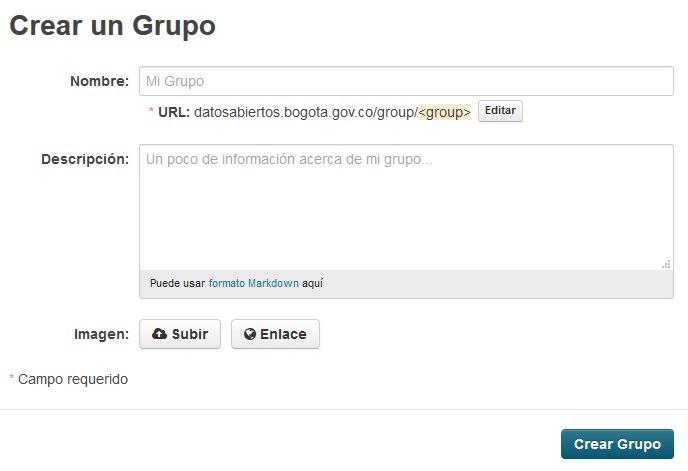 Crear un Grupo
Nombre: Mi Grupo
* URL: datosabiertos.bogota.gov.co/group/<group> Editar
Descripción: Un poco de información acerca de mi grupo...
Puede usar formato Markdown aquí
Imagen: Subir Enlace
* Campo requerido
Crear Grupo